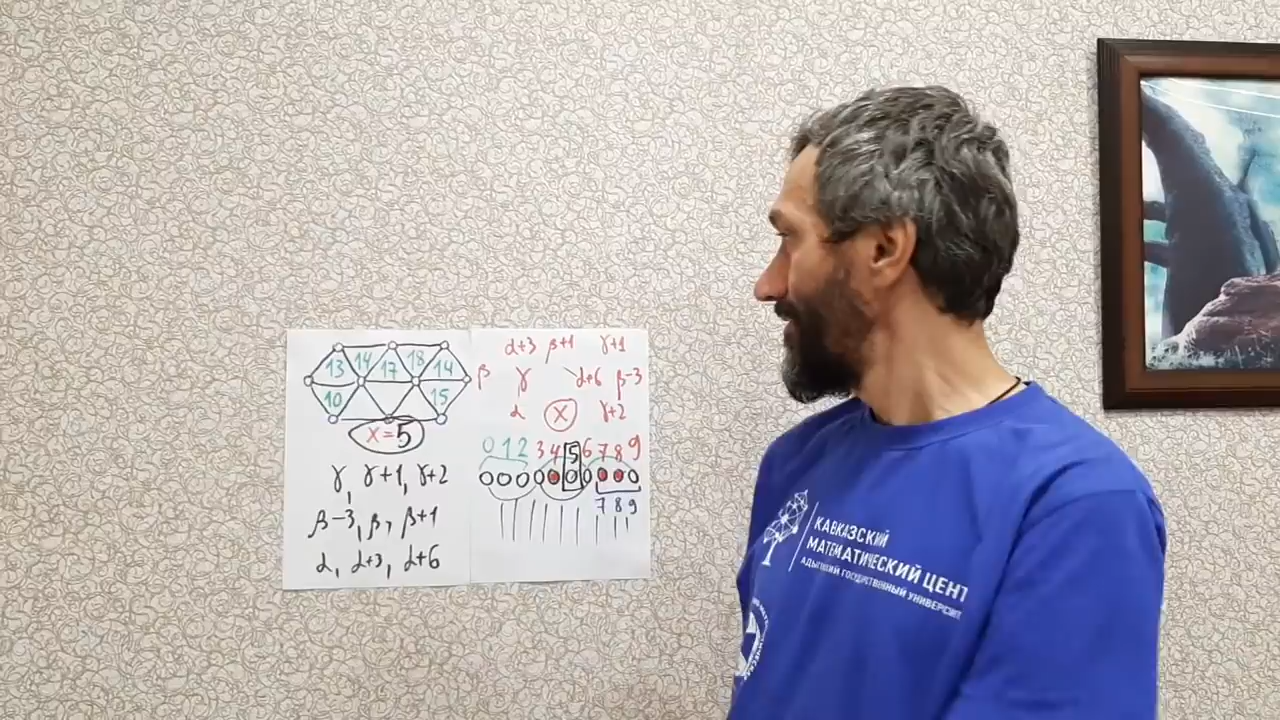 13 14 17 18 14
10 15
x=5
γ, γ+1, γ+2
β-3, β, β+1
α, α+3, α+6
α+3 β+1 γ+1
β γ α+6 β-3
α x γ+2
0 1 2 3 4 5 6 7 8 9
7 8 9
КАВКАЗСКИЙ
МАТЕМАТИЧЕСКИЙ ЦЕНТ
АДЫГЕЙСКИЙ ГОСУДАРСТВЕННЫЙ УНИВЕРСИТ